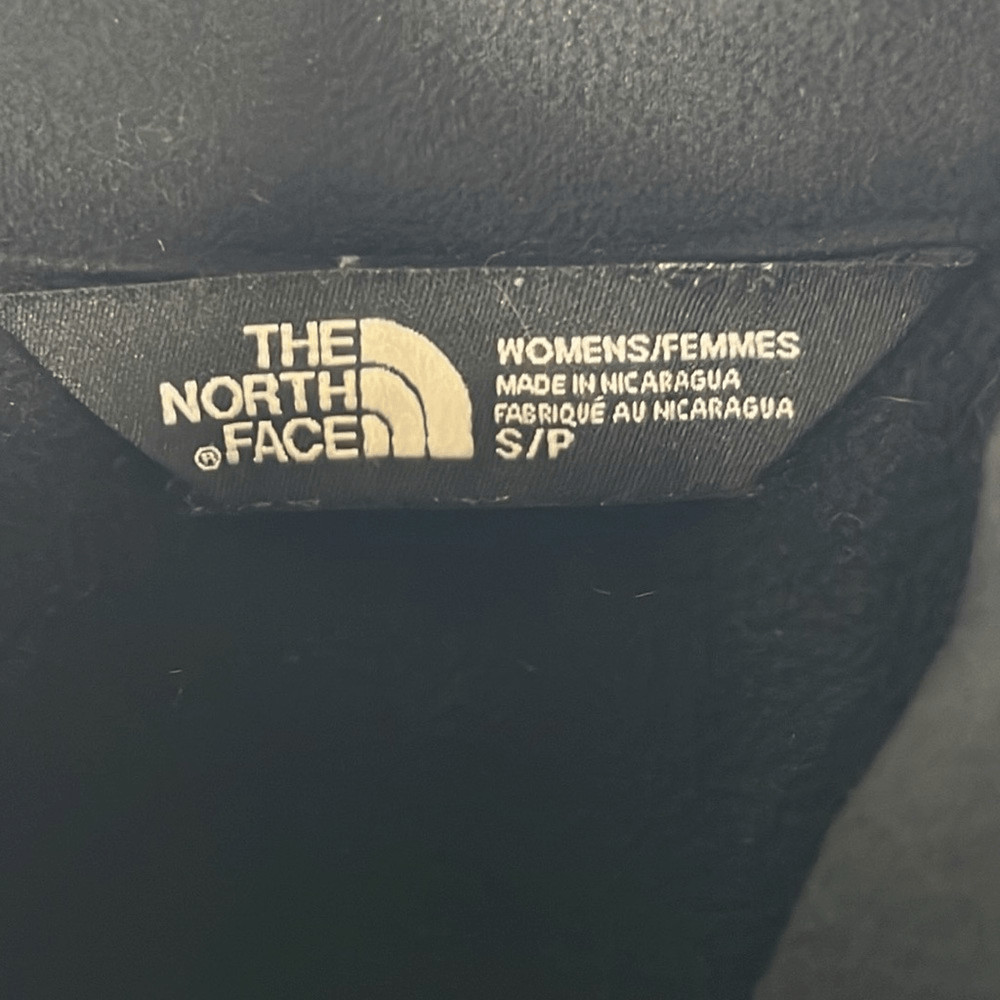 THE
NORTH
FACE
®
WOMENS/FEMMES
MADE IN NICARAGUA
FABRIQUÉ AU NICARAGUA
S/P